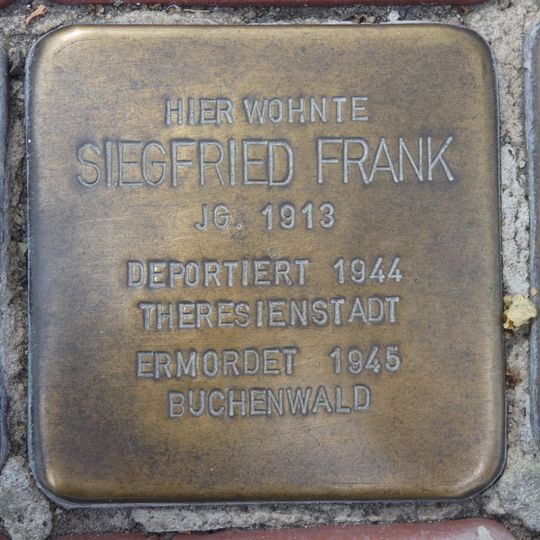 HIER WOHNTE
SIEGFRIED FRANK
JG. 1913
DEPORTIERT 1944
THERESIENSTADT
ERMORDET 1945
BUCHENWALD